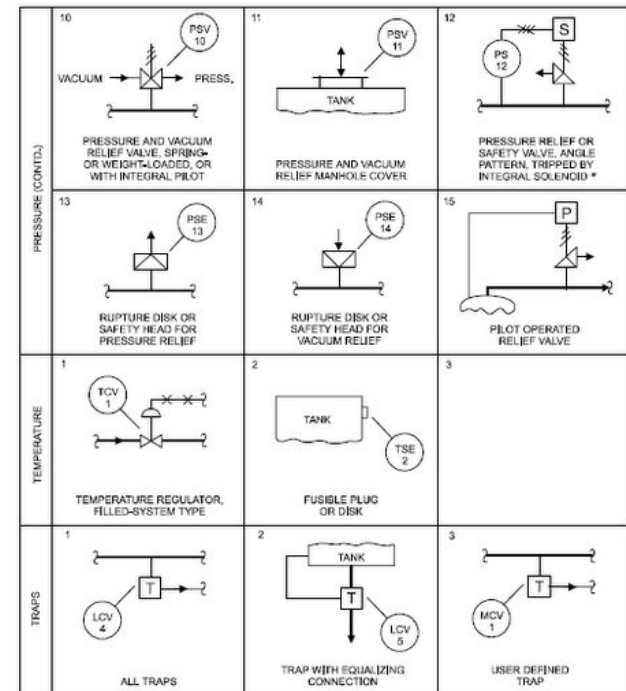 PRESSURE (CONTD.)
10
PSV
10
VACUUM
PRESS.
PRESSURE AND VACUUM
RELIEF VALVE, SPRING-
OR WEIGHT-LOADED, OR
WITH INTEGRAL PILOT
11
PSV
11
TANK
PRESSURE AND VACUUM
RELIEF MANHOLE COVER
12
S
PS
12
PRESSURE RELIEF OR
SAFETY VALVE, ANGLE
PATTERN, TRIPPED BY
INTEGRAL SOLENOID *
13
PSE
13
RUPTURE DISK OR
SAFETY HEAD FOR
PRESSURE RELIEF
14
PSE
14
RUPTURE DISK OR
SAFETY HEAD FOR
VACUUM RELIEF
15
P
PILOT OPERATED
RELIEF VALVE
TEMPERATURE
1
TCV
1
TEMPERATURE REGULATOR,
FILLED-SYSTEM TYPE
2
TANK
TSE
2
FUSIBLE PLUG
OR DISK
3
TRAPS
1
T
LCV
4
ALL TRAPS
2
TANK
T
LCV
5
TRAP WITH EQUALIZING
CONNECTION
3
T
MCV
1
USER DEFINED
TRAP